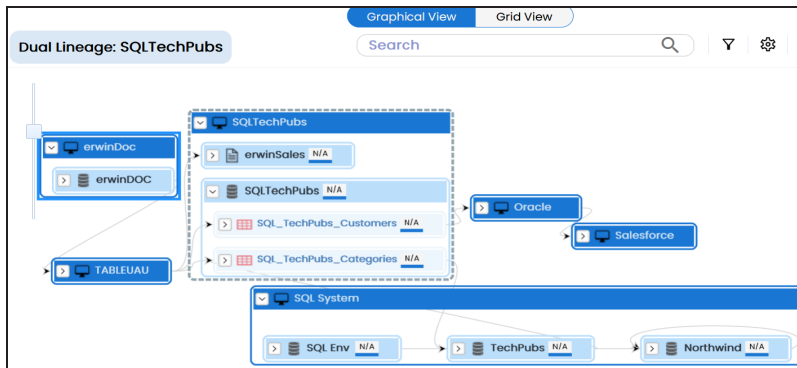 Graphical View
Grid View
Dual Lineage: SQLTechPubs
Search
SQLTechPubs
erwinDoc
erwinSales N/A
erwinDOC
SQLTechPubs N/A
Oracle
SQL_TechPubs_Customers N/A
Salesforce
SQL_TechPubs_Categories N/A
TABLEUAU
SQL System
SQL Env N/A
TechPubs N/A
Northwind N/A